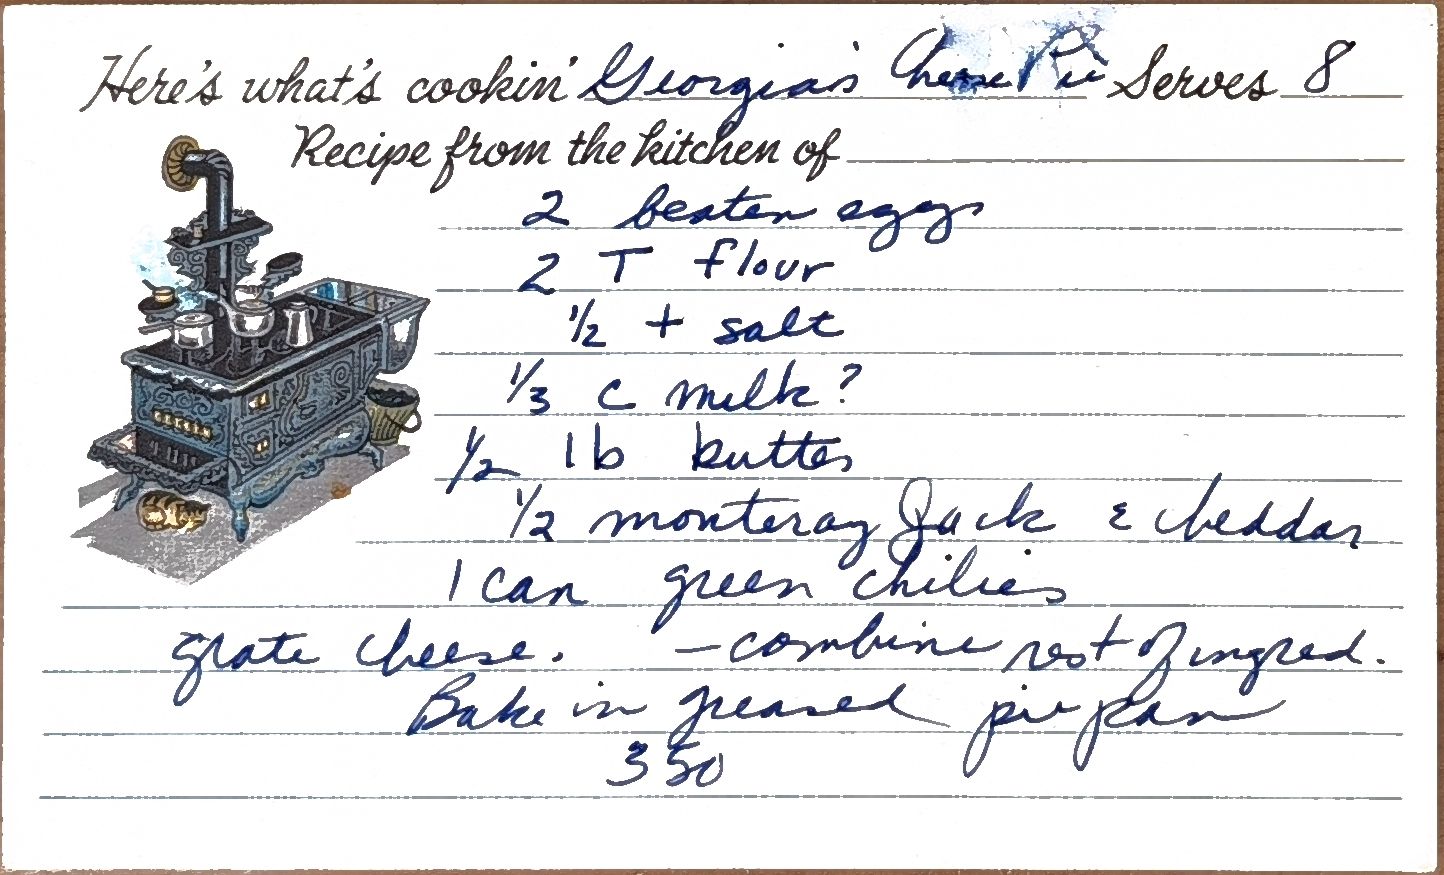 Here's what's cookin' Georgia's Cheese Pie Serves 8
Recipe from the kitchen of
2 beaten eggs
2 T flour
1/2 t salt
1/3 c milk?
1/2 lb butter
1/2 monteray Jack & cheddar
1 can green chilies
grate cheese. - combine rest of ingred.
Bake in greased pie pan
350